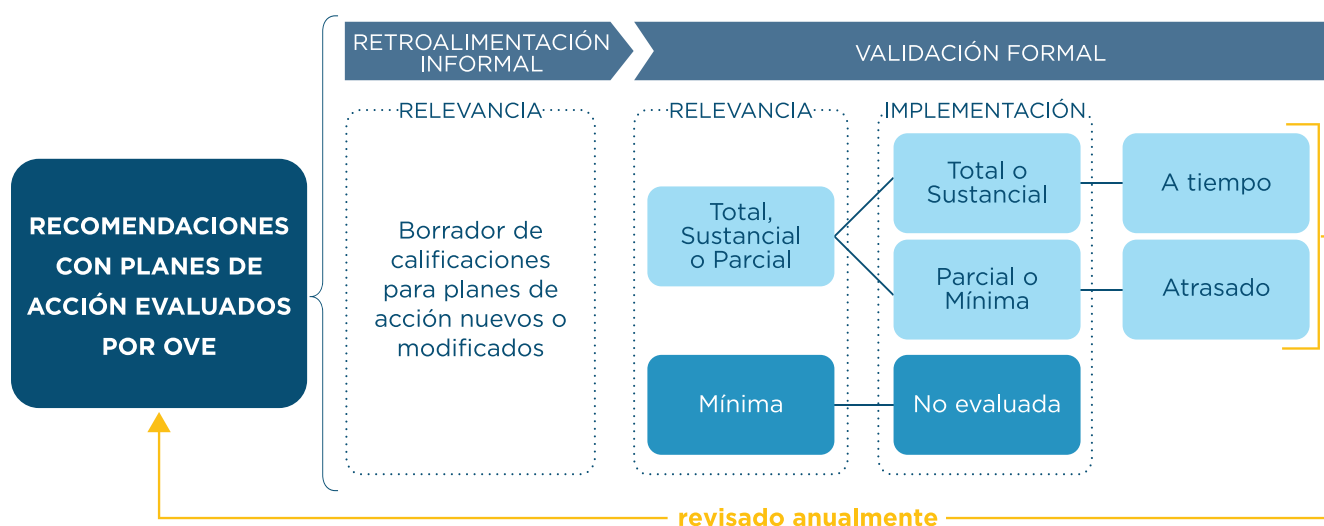 RECOMENDACIONES
CON PLANES DE
ACCIÓN EVALUADOS
POR OVE
RETROALIMENTACIÓN
INFORMAL
RELEVANCIA
Borrador de
calificaciones
para planes de
acción nuevos o
modificados
VALIDACIÓN FORMAL
RELEVANCIA
Total,
Sustancial
o Parcial
Mínima
IMPLEMENTACIÓN
Total o
Sustancial
Parcial o
Mínima
No evaluada
A tiempo
Atrasado
revisado anualmente